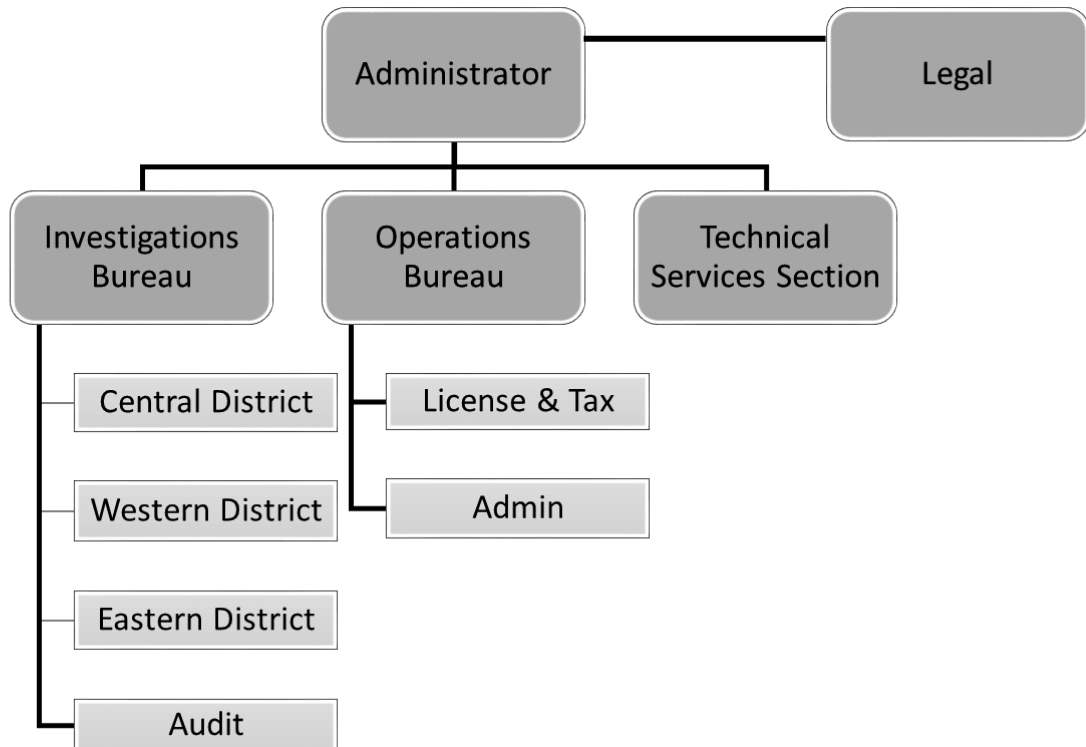 Administrator
Legal
Investigations
Bureau
Operations
Bureau
Technical
Services Section
Central District
License & Tax
Western District
Admin
Eastern District
Audit